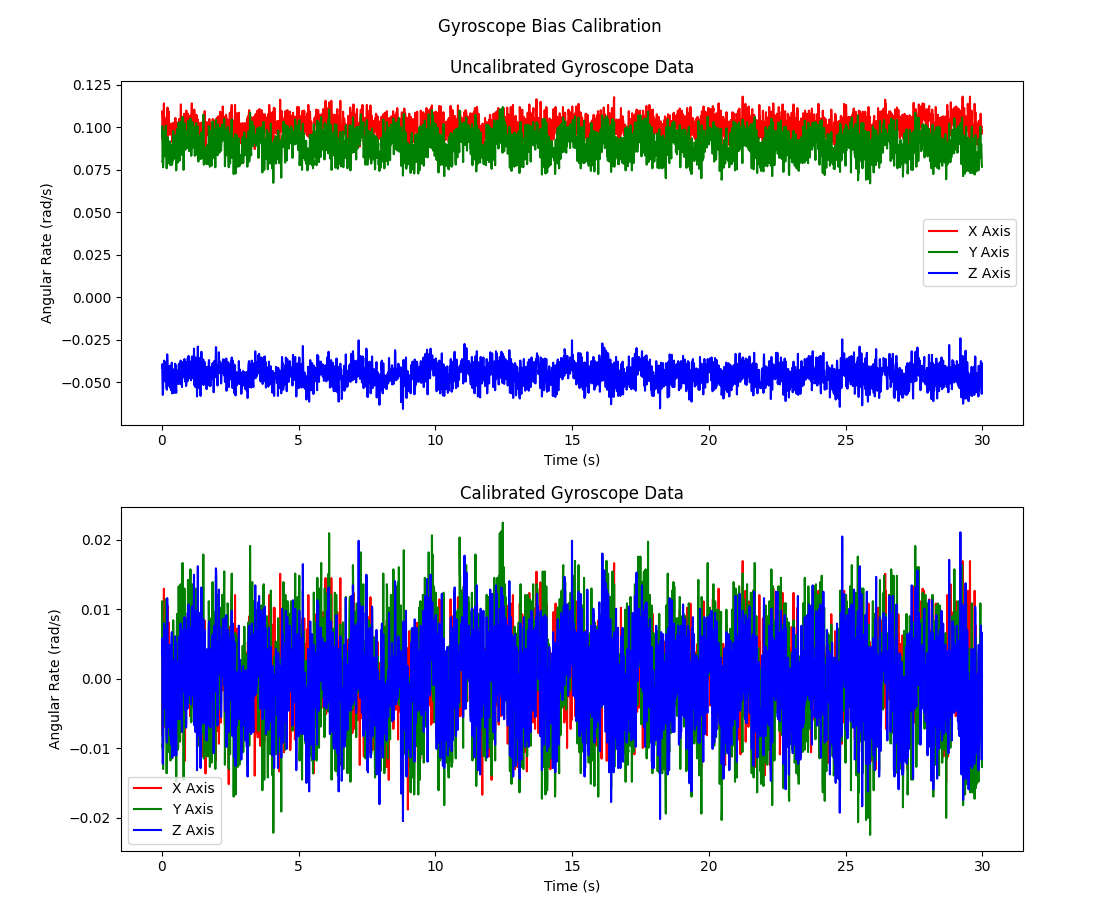 Gyroscope Bias Calibration
Uncalibrated Gyroscope Data
0.125
0.100
0.075
0.050
0.025
0.000
−0.025
−0.050
Angular Rate (rad/s)
X Axis
Y Axis
Z Axis
0 5 10 15 20 25 30
Time (s)
Calibrated Gyroscope Data
0.02
0.01
0.00
−0.01
−0.02
Angular Rate (rad/s)
X Axis
Y Axis
Z Axis
0 5 10 15 20 25 30
Time (s)